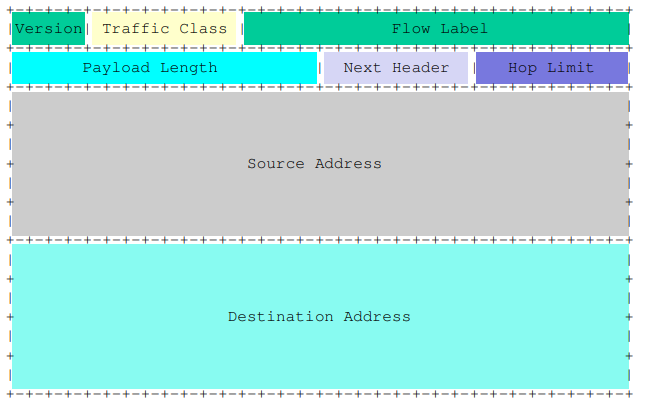 Version Traffic Class Flow Label
Payload Length Next Header Hop Limit
Source Address
Destination Address